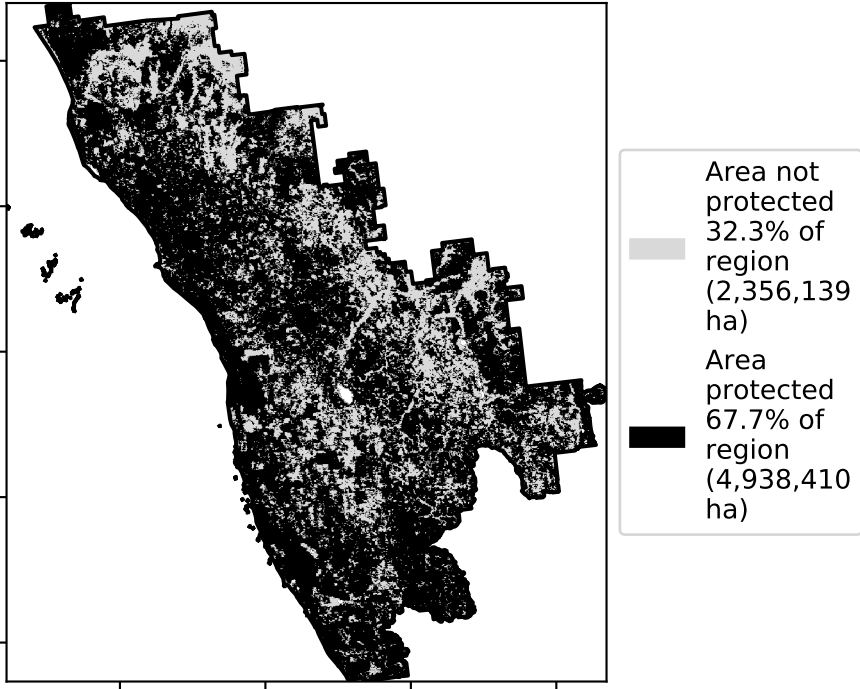 Area not
protected
32.3% of
region
(2,356,139
ha)
Area
protected
67.7% of
region
(4,938,410
ha)